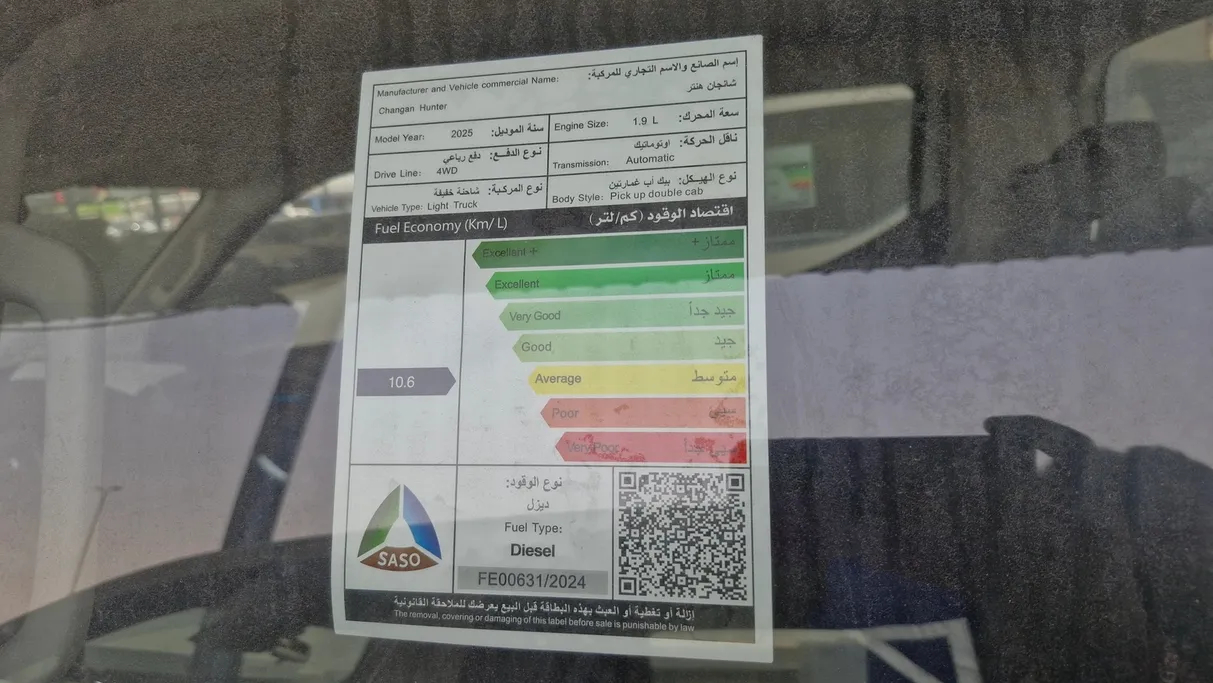 Manufacturer and Vehicle commercial Name: إسم الصانع والاسم التجاري للمركبة:
Changan Hunter شانجان هنتر
Model Year: 2025 سنة الموديل:
Engine Size: 1.9 L سعة المحرك:
نوع الدفع: دفع رباعي
Drive Line: 4WD
ناقل الحركة: اوتوماتيك
Transmission: Automatic
نوع المركبة: شاحنة خفيفة
Vehicle Type: Light Truck
نوع الهيكل: بيك أب غمارتين
Body Style: Pick up double cab
Fuel Economy (Km/ L) اقتصاد الوقود (كم/لتر)
Excellent + ممتاز +
Excellent ممتاز
Very Good جيد جداً
Good جيد
10.6
Average متوسط
Poor سيئ
Very Poor سيئ جداً
SASO
نوع الوقود:
ديزل
Fuel Type:
Diesel
FE00631/2024
إزالة أو تغطية أو العبث بهذه البطاقة قبل البيع يعرضك للملاحقة القانونية
The removal, covering or damaging of this label before sale is punishable by law